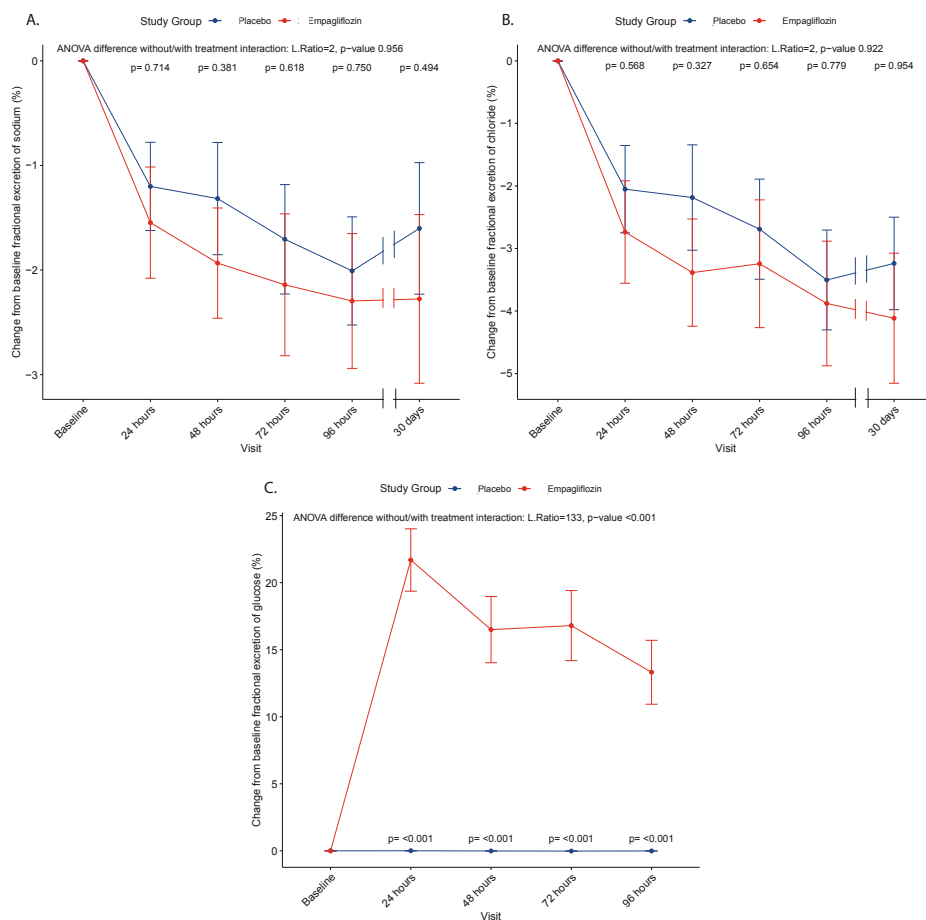 A.
Study Group Placebo Empagliflozin
ANOVA difference without/with treatment interaction: L.Ratio=2, p−value 0.956
p= 0.714 p= 0.381 p= 0.618 p= 0.750 p= 0.494
Change from baseline fractional excretion of sodium (%)
0
−1
−2
−3
Baseline 24 hours 48 hours 72 hours 96 hours 30 days
Visit
B.
Study Group Placebo Empagliflozin
ANOVA difference without/with treatment interaction: L.Ratio=2, p−value 0.922
p= 0.568 p= 0.327 p= 0.654 p= 0.779 p= 0.954
Change from baseline fractional excretion of chloride (%)
0
−1
−2
−3
−4
−5
Baseline 24 hours 48 hours 72 hours 96 hours 30 days
Visit
C.
Study Group Placebo Empagliflozin
ANOVA difference without/with treatment interaction: L.Ratio=133, p−value <0.001
Change from baseline fractional excretion of glucose (%)
25
20
15
10
5
0
p= <0.001 p= <0.001 p= <0.001 p= <0.001
Baseline 24 hours 48 hours 72 hours 96 hours
Visit